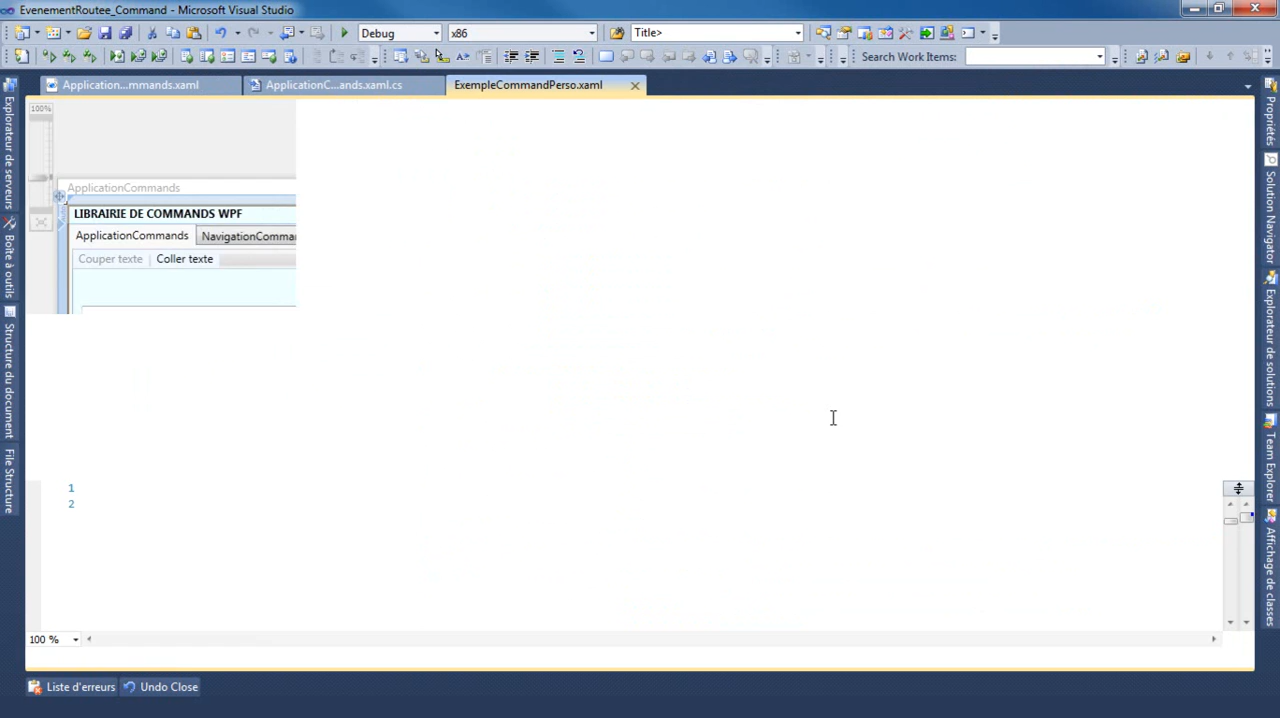 EvenementRoutee_Command - Microsoft Visual Studio
Debug
x86
Title>
Search Work Items:
Application...mmands.xaml
ApplicationC...ands.xaml.cs
ExempleCommandPerso.xaml
Explorateur de serveurs
Boîte à outils
Structure du document
File Structure
100%
ApplicationCommands
LIBRAIRIE DE COMMANDS WPF
ApplicationCommands
NavigationComma
Couper texte
Coller texte
1
2
100 %
Propriétés
Solution Navigator
Explorateur de solutions
Team Explorer
Affichage de classes
Liste d'erreurs
Undo Close